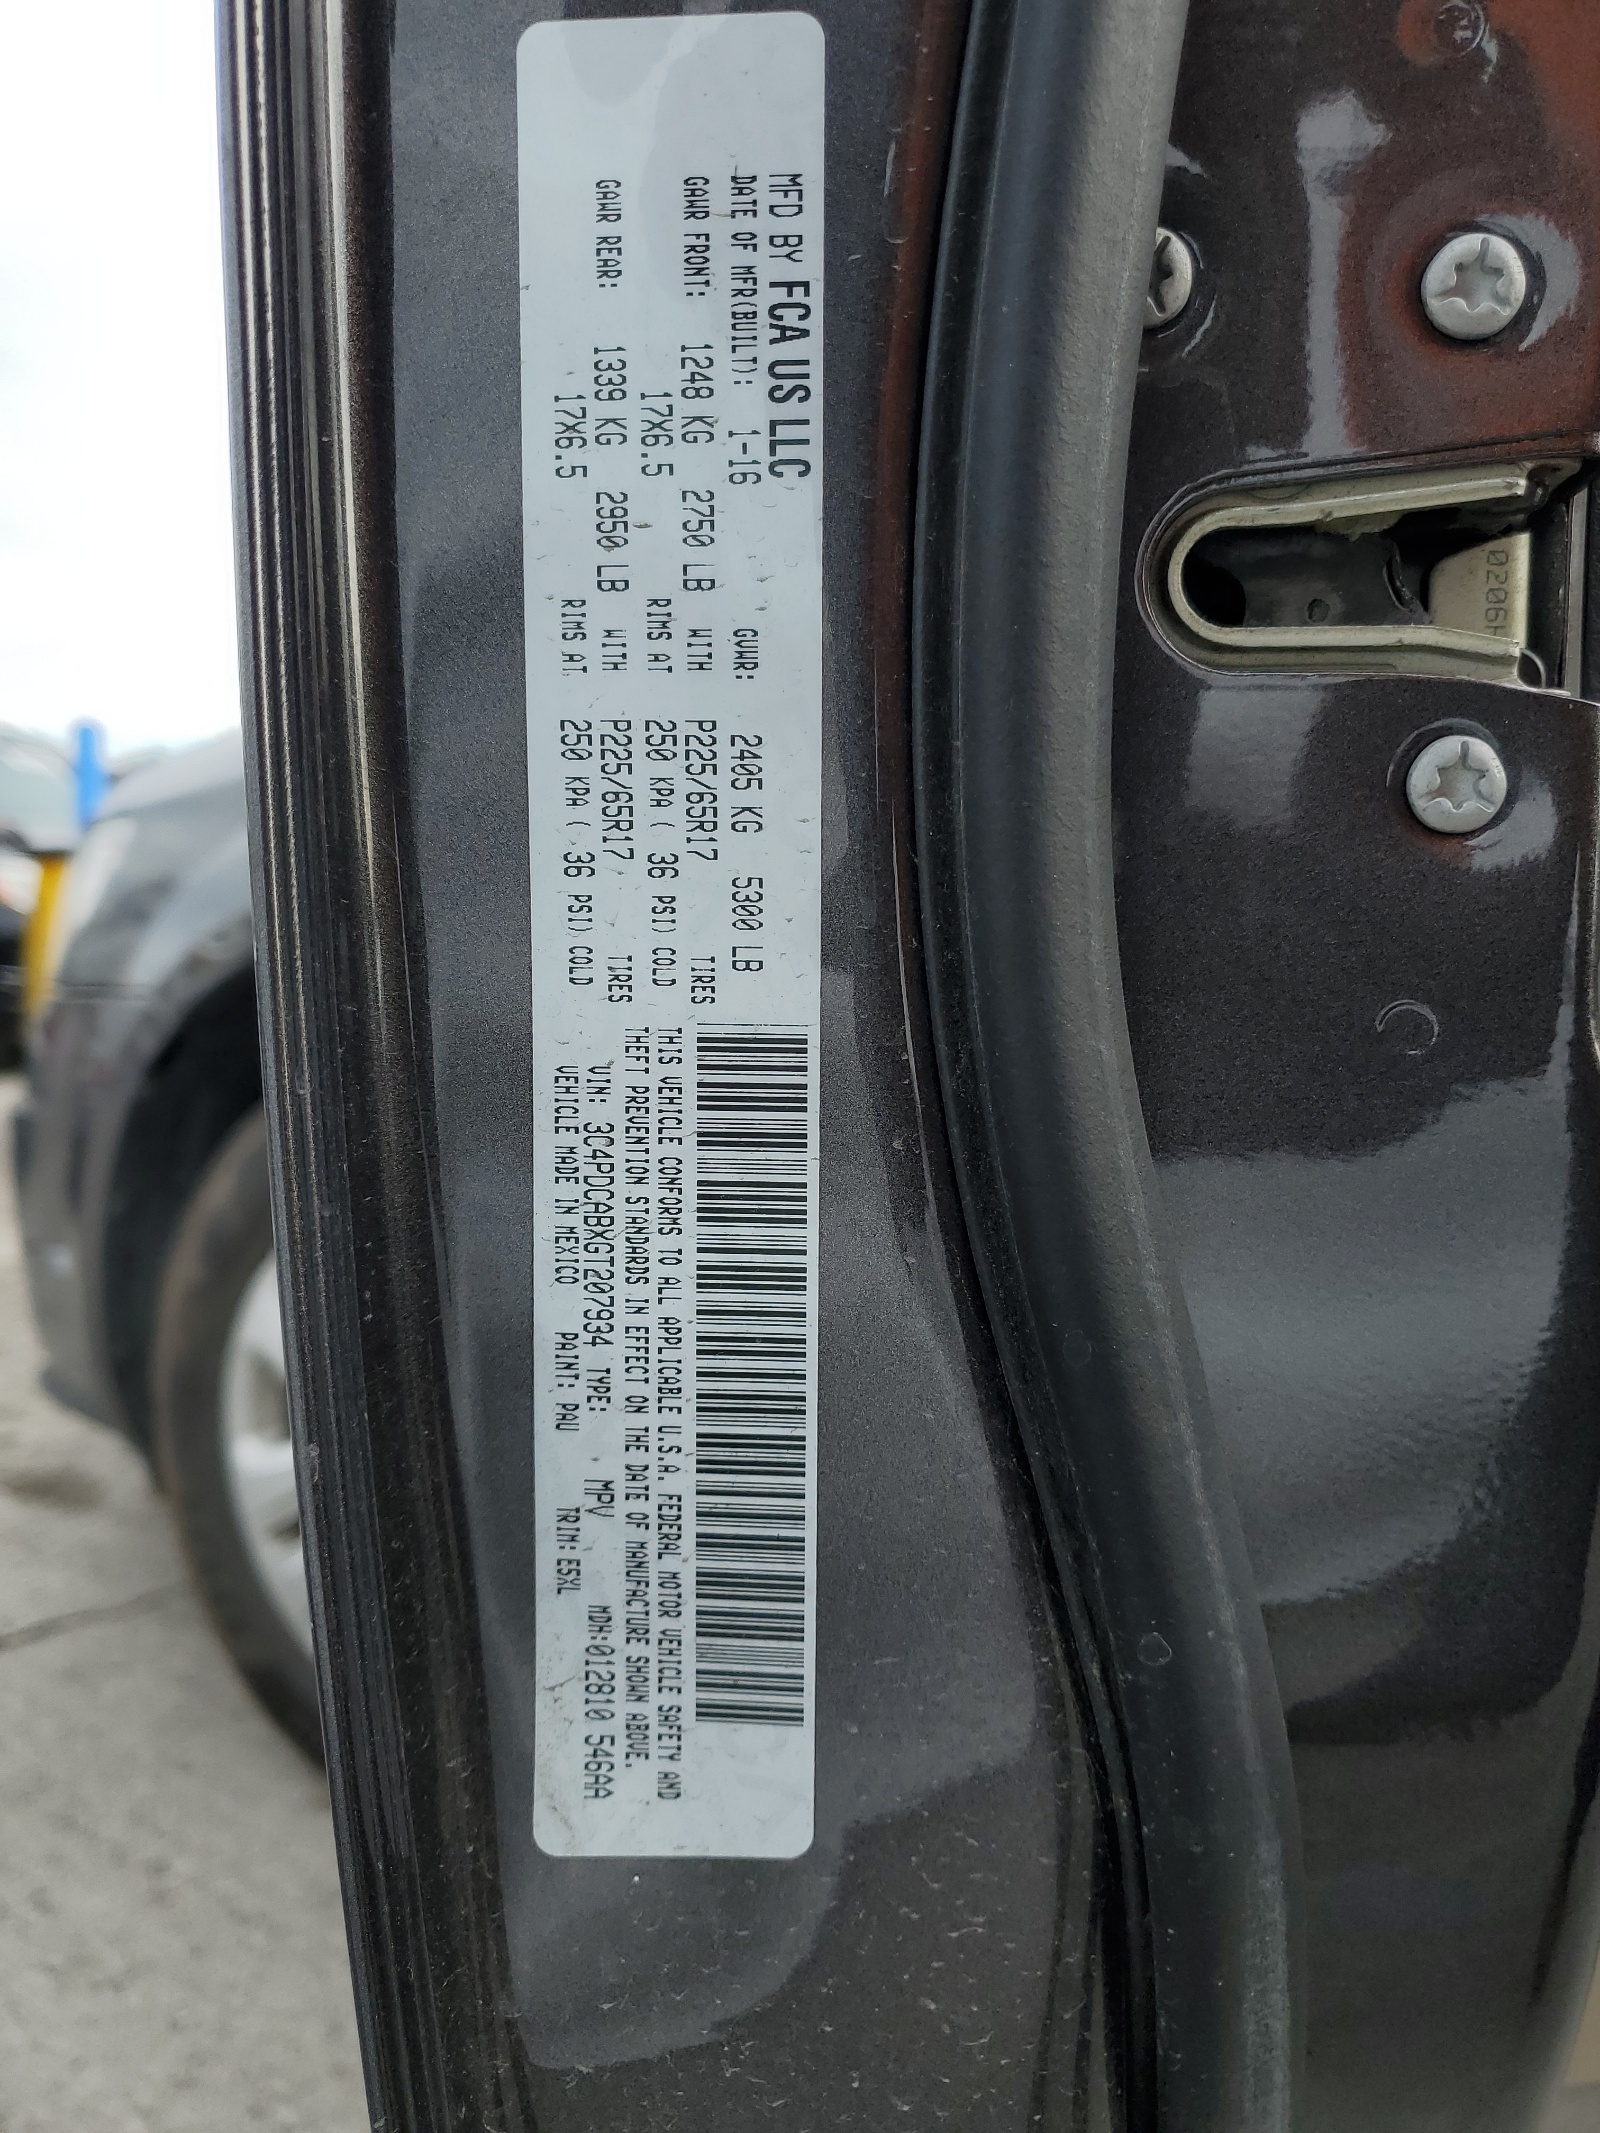 MFD BY FCA US LLC
DATE OF MFR(BUILT): 1-16 GVWR: 2405 KG 5300 LB
GAWR FRONT: 1248 KG 2750 LB WITH P225/65R17 TIRES
17X6.5 RIMS AT 250 KPA( 36 PSI) COLD
GAWR REAR: 1339 KG 2950 LB WITH P225/65R17 TIRES
17X6.5 RIMS AT 250 KPA( 36 PSI) COLD
THIS VEHICLE CONFORMS TO ALL APPLICABLE U.S.A. FEDERAL MOTOR VEHICLE SAFETY AND
THEFT PREVENTION STANDARDS IN EFFECT ON THE DATE OF MANUFACTURE SHOWN ABOVE.
VIN: 3C4PDCABXGT207934 TYPE: MPV MDH:012810 546AA
VEHICLE MADE IN MEXICO PAINT: PAU TRIM: E5XL